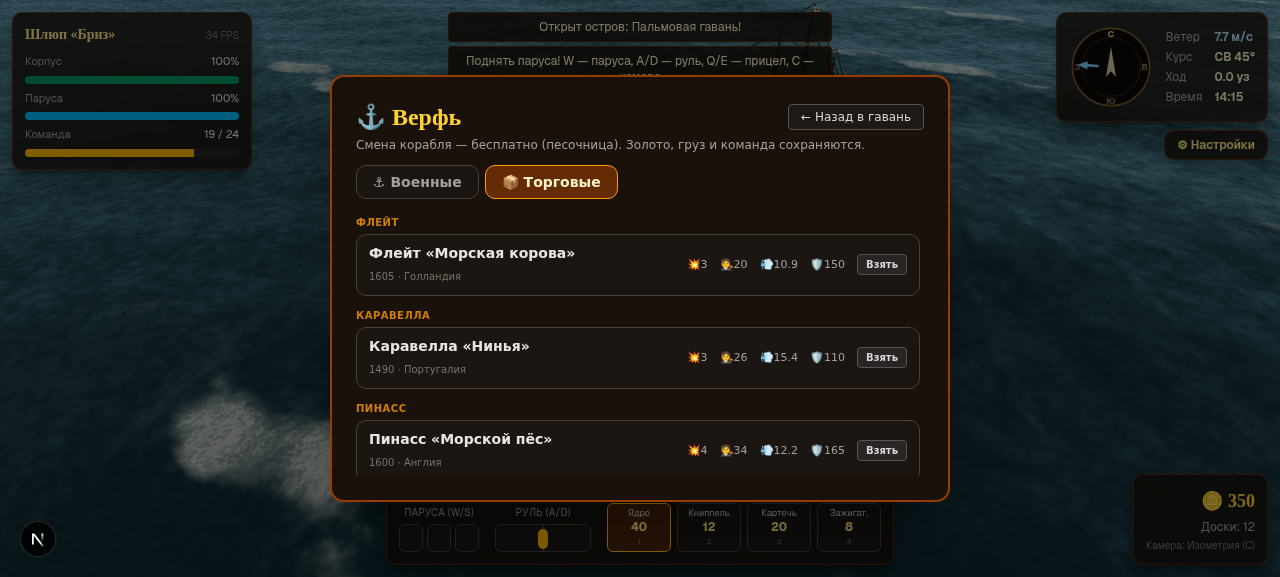 Шлюп «Бриз»
34 FPS
Корпус 100%
Паруса 100%
Команда 19 / 24
Открыт остров: Пальмовая гавань!
Поднять паруса! W — паруса, A/D — руль, Q/E — прицел, C —
С
З
В
Ю
Ветер 7.7 м/с
Курс СВ 45°
Ход 0.0 уз
Время 14:15
⚙ Настройки
⚓ Верфь
← Назад в гавань
Смена корабля — бесплатно (песочница). Золото, груз и команда сохраняются.
⚓ Военные
📦 Торговые
ФЛЕЙТ
Флейт «Морская корова»
1605 · Голландия
💥3 🧑‍✈️20 💨10.9 🛡️150 Взять
КАРАВЕЛЛА
Каравелла «Нинья»
1490 · Португалия
💥3 🧑‍✈️26 💨15.4 🛡️110 Взять
ПИНАСС
Пинасс «Морской пёс»
1600 · Англия
💥4 🧑‍✈️34 💨12.2 🛡️165 Взять
ПАРУСА (W/S)
РУЛЬ (A/D)
Ядро
40
1
Книппель
12
2
Картечь
20
3
Зажигат.
8
4
🪙 350
Доски: 12
Камера: Изометрия (C)
N